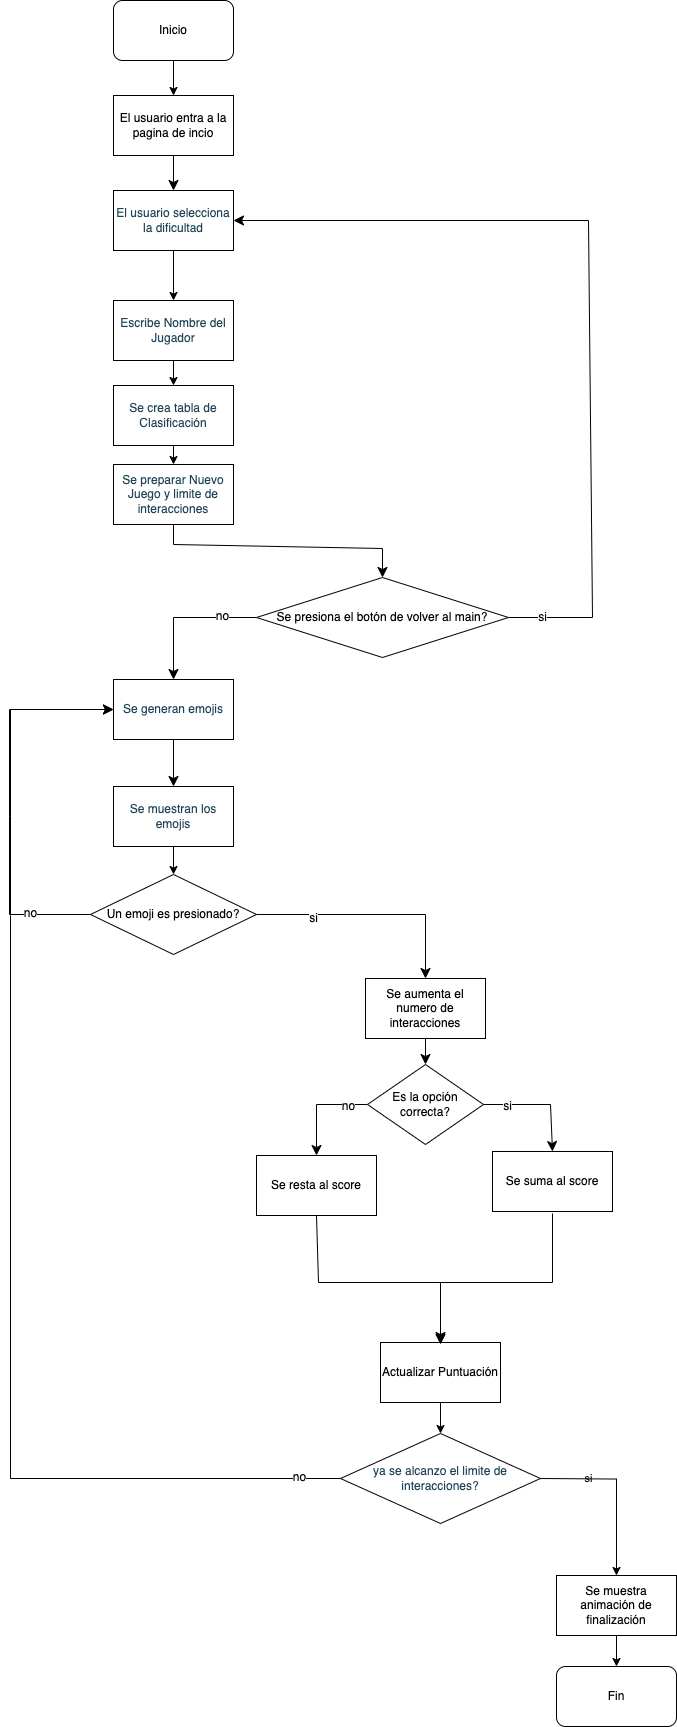 Inicio
El usuario entra a la
pagina de incio
El usuario selecciona
la dificultad
Escribe Nombre del
Jugador
Se crea tabla de
Clasificación
Se preparar Nuevo
Juego y limite de
interacciones
Se presiona el botón de volver al main?
no
si
Se generan emojis
Se muestran los
emojis
Un emoji es presionado?
no
si
Se aumenta el
numero de
interacciones
Es la opción
correcta?
no
si
Se resta al score
Se suma al score
Actualizar Puntuación
ya se alcanzo el limite de
interacciones?
no
si
Se muestra
animación de
finalización
Fin